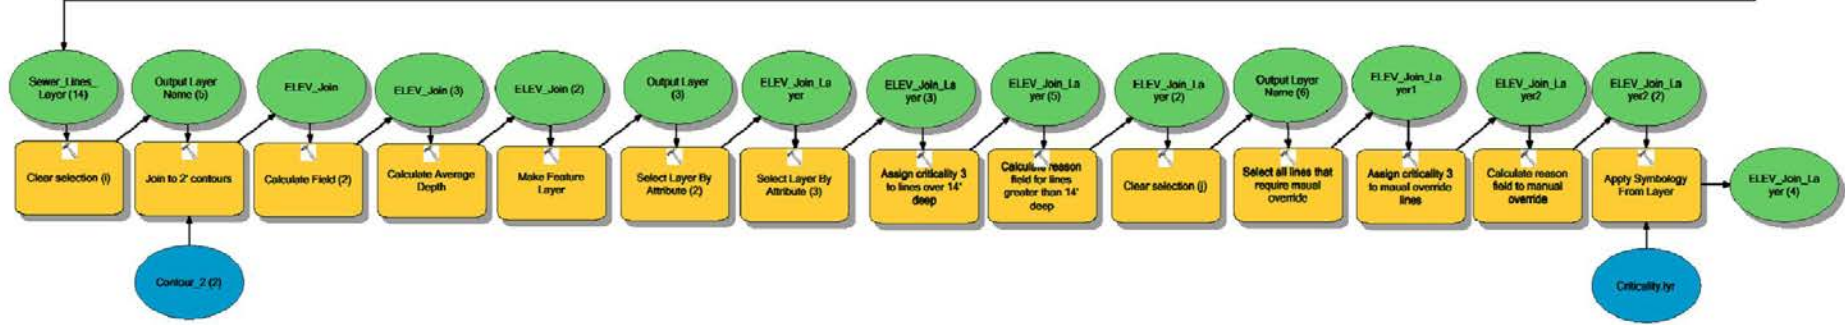 Sewer_Lines_
Layer (14)
Output Layer
Name (5)
ELEV_Join
ELEV_Join (3)
ELEV_Join (2)
Output Layer
(3)
ELEV_Join_La
yer
ELEV_Join_La
yer (3)
ELEV_Join_La
yer (5)
ELEV_Join_La
yer (2)
Output Layer
Name (6)
ELEV_Join_La
yer1
ELEV_Join_La
yer2
ELEV_Join_La
yer2 (2)
Clear selection (i)
Join to 2' contours
Calculate Field (2)
Calculate Average
Depth
Make Feature
Layer
Select Layer By
Attribute (2)
Select Layer By
Attribute (3)
Assign criticality 3
to lines over 14'
deep
Calculate reason
field for lines
greater than 14'
deep
Clear selection (j)
Select all lines that
require maual
override
Assign criticality 3
to maual override
lines
Calculate reason
field to manual
override
Apply Symbology
From Layer
ELEV_Join_La
yer (4)
Contour_2 (2)
Criticality.lyr